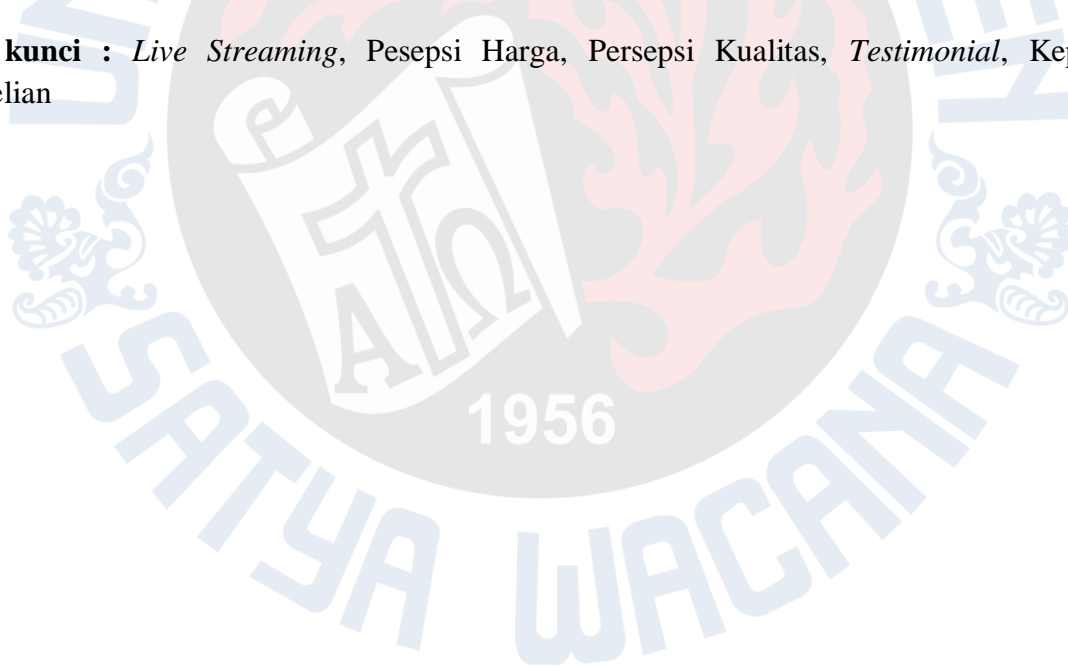 kunci : Live Streaming, Pesepsi Harga, Persepsi Kualitas, Testimonial, Kep
elian
1956
SATYA WACANA